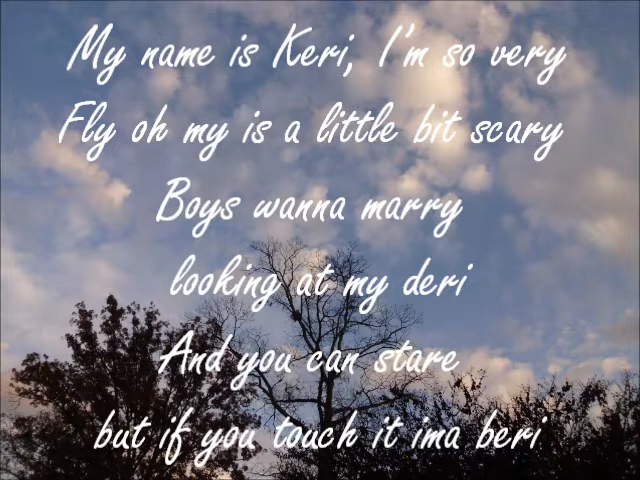 My name is Keri, I'm so very
Fly oh my is a little bit scary
Boys wanna marry
looking at my deri
And you can stare
but if you touch it ima beri